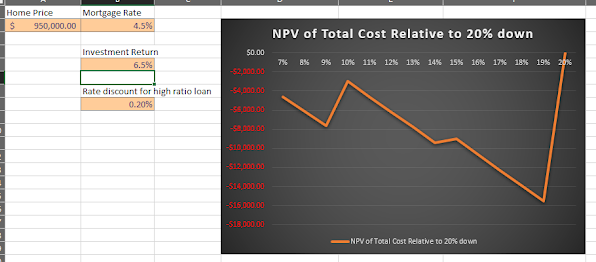 Home Price Mortgage Rate
$ 950,000.00 4.5%
Investment Return
6.5%
Rate discount for high ratio loan
0.20%
NPV of Total Cost Relative to 20% down
$0.00
7% 8% 9% 10% 11% 12% 13% 14% 15% 16% 17% 18% 19% 20%
-$2,000.00
-$4,000.00
-$6,000.00
-$8,000.00
-$10,000.00
-$12,000.00
-$14,000.00
-$16,000.00
-$18,000.00
NPV of Total Cost Relative to 20% down